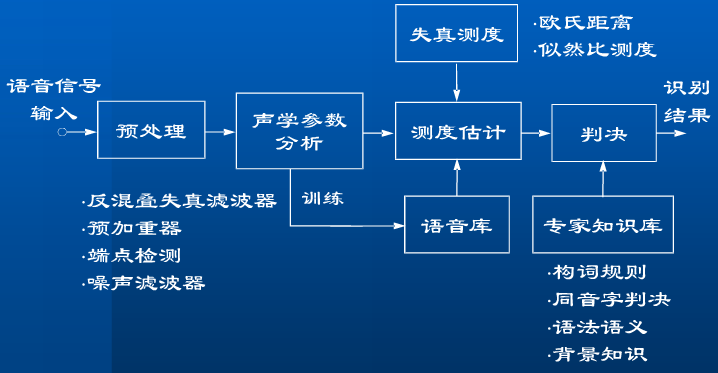 失真测度
·欧氏距离
·似然比测度
语音信号
输入
预处理
声学参数
分析
测度估计
判决
识别
结果
·反混叠失真滤波器
·预加重器
·端点检测
·噪声滤波器
训练
语音库
专家知识库
·构词规则
·同音字判决
·语法语义
·背景知识